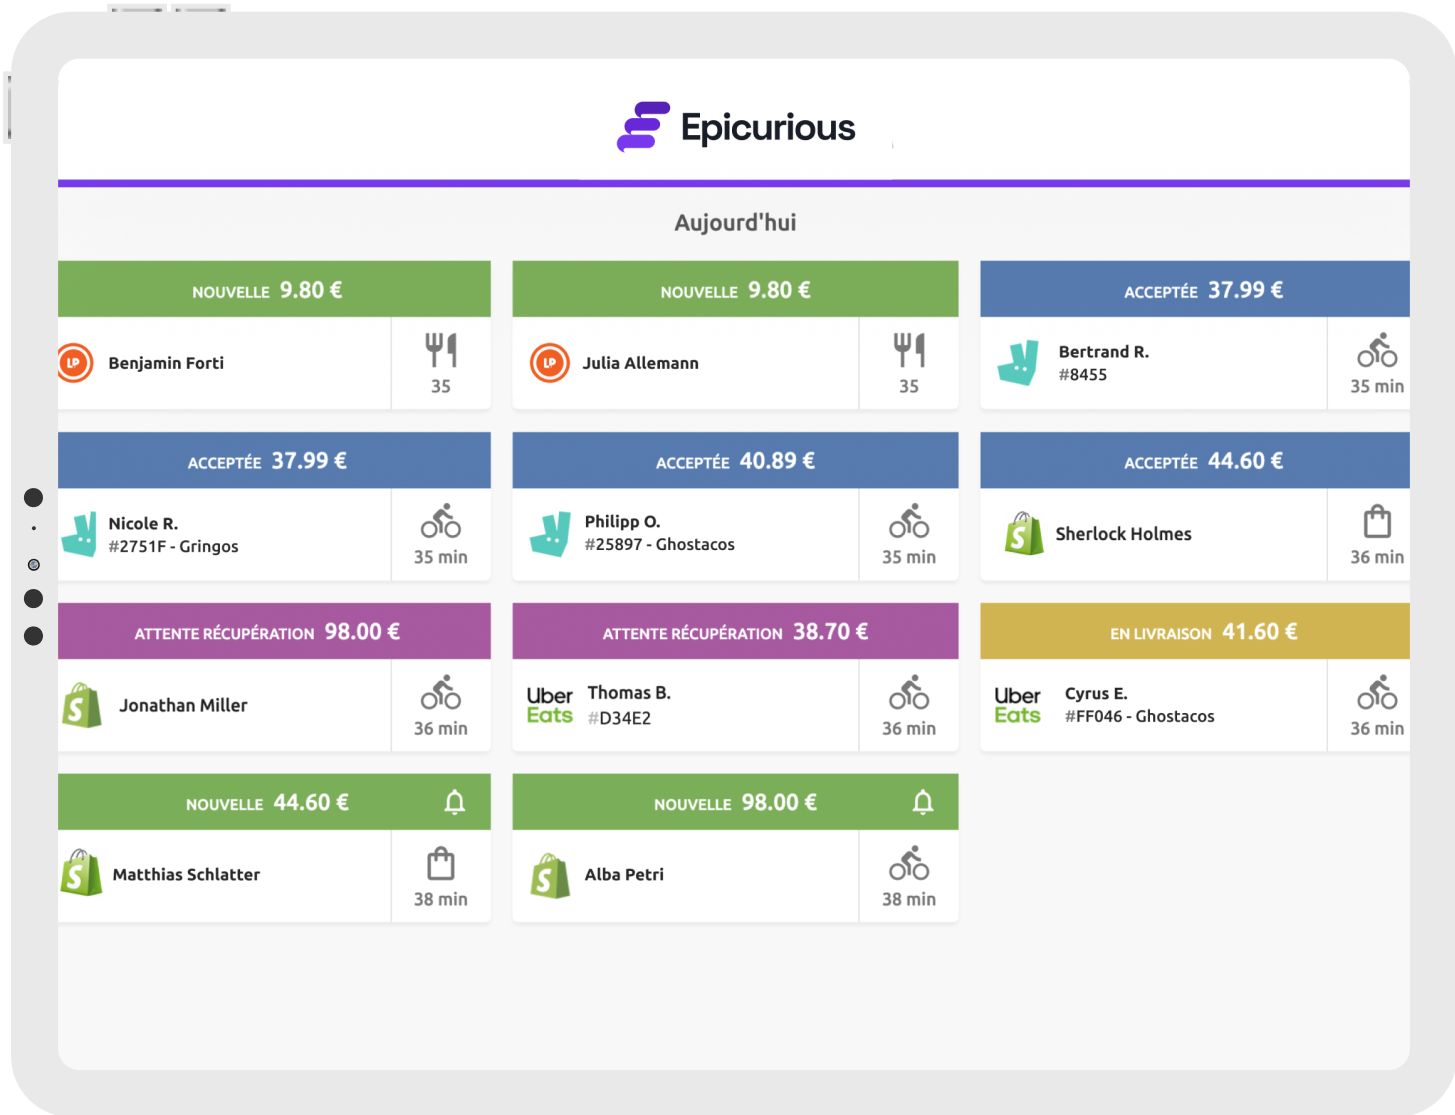 Epicurious
Aujourd'hui
NOUVELLE 9.80 €
LP
Benjamin Forti
35
NOUVELLE 9.80 €
LP
Julia Allemann
35
ACCEPTÉE 37.99 €
Bertrand R.
#8455
35 min
ACCEPTÉE 37.99 €
Nicole R.
#2751F - Gringos
35 min
ACCEPTÉE 40.89 €
Philipp O.
#25897 - Ghostacos
35 min
ACCEPTÉE 44.60 €
S
Sherlock Holmes
36 min
ATTENTE RÉCUPÉRATION 98.00 €
S
Jonathan Miller
36 min
ATTENTE RÉCUPÉRATION 38.70 €
Uber
Eats
Thomas B.
#D34E2
36 min
EN LIVRAISON 41.60 €
Uber
Eats
Cyrus E.
#FF046 - Ghostacos
36 min
NOUVELLE 44.60 €
S
Matthias Schlatter
38 min
NOUVELLE 98.00 €
S
Alba Petri
38 min